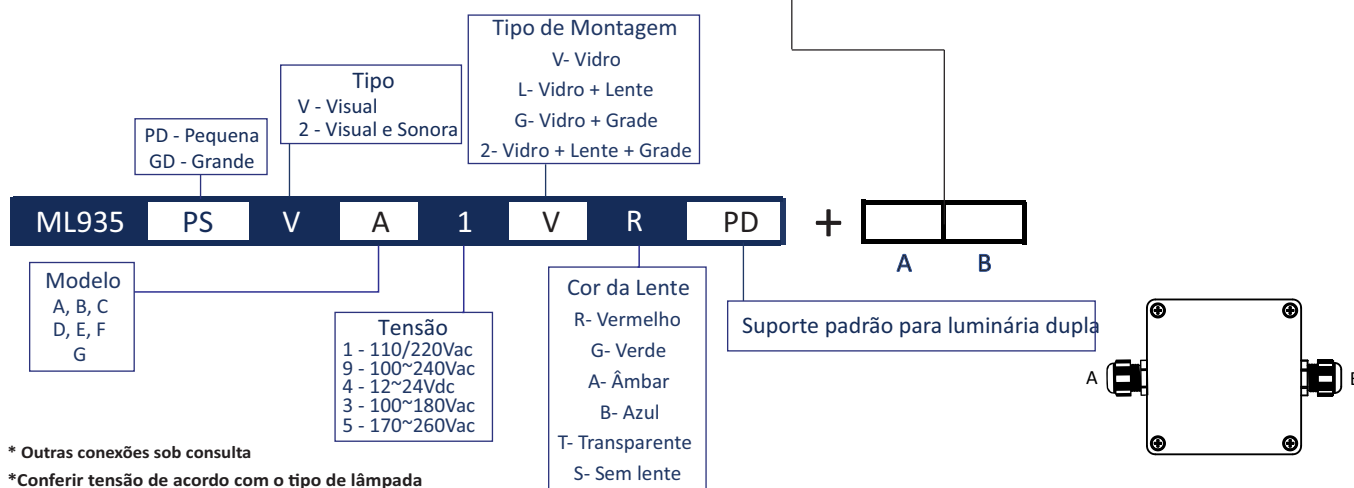 Tipo de Montagem
V- Vidro
L- Vidro + Lente
G- Vidro + Grade
2- Vidro + Lente + Grade
Tipo
V - Visual
2 - Visual e Sonora
PD - Pequena
GD - Grande
ML935 PS V A 1 V R PD + 
A B
Modelo
A, B, C
D, E, F
G
Tensão
1 - 110/220Vac
9 - 100~240Vac
4 - 12~24Vdc
3 - 100~180Vac
5 - 170~260Vac
Cor da Lente
R- Vermelho
G- Verde
A- Âmbar
B- Azul
T- Transparente
S- Sem lente
Suporte padrão para luminária dupla
A
* Outras conexões sob consulta
*Conferir tensão de acordo com o tipo de lâmpada